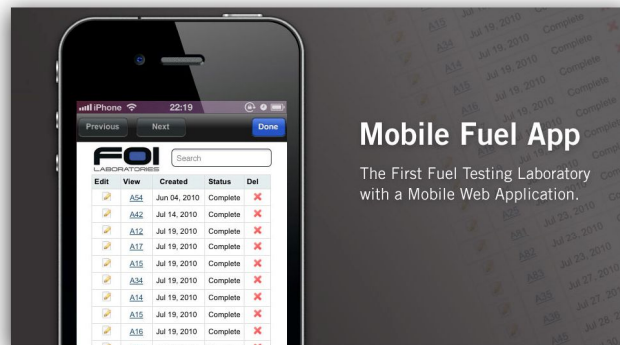 iPhone 22:19
Previous Next Done
FOI
LABORATORIES
Search
Edit View Created Status Del
A54 Jun 04, 2010 Complete
A42 Jul 14, 2010 Complete
A12 Jul 19, 2010 Complete
A17 Jul 19, 2010 Complete
A15 Jul 19, 2010 Complete
A34 Jul 19, 2010 Complete
A14 Jul 19, 2010 Complete
A15 Jul 19, 2010 Complete
A16 Jul 19, 2010 Complete
Mobile Fuel App
The First Fuel Testing Laboratory
with a Mobile Web Application.